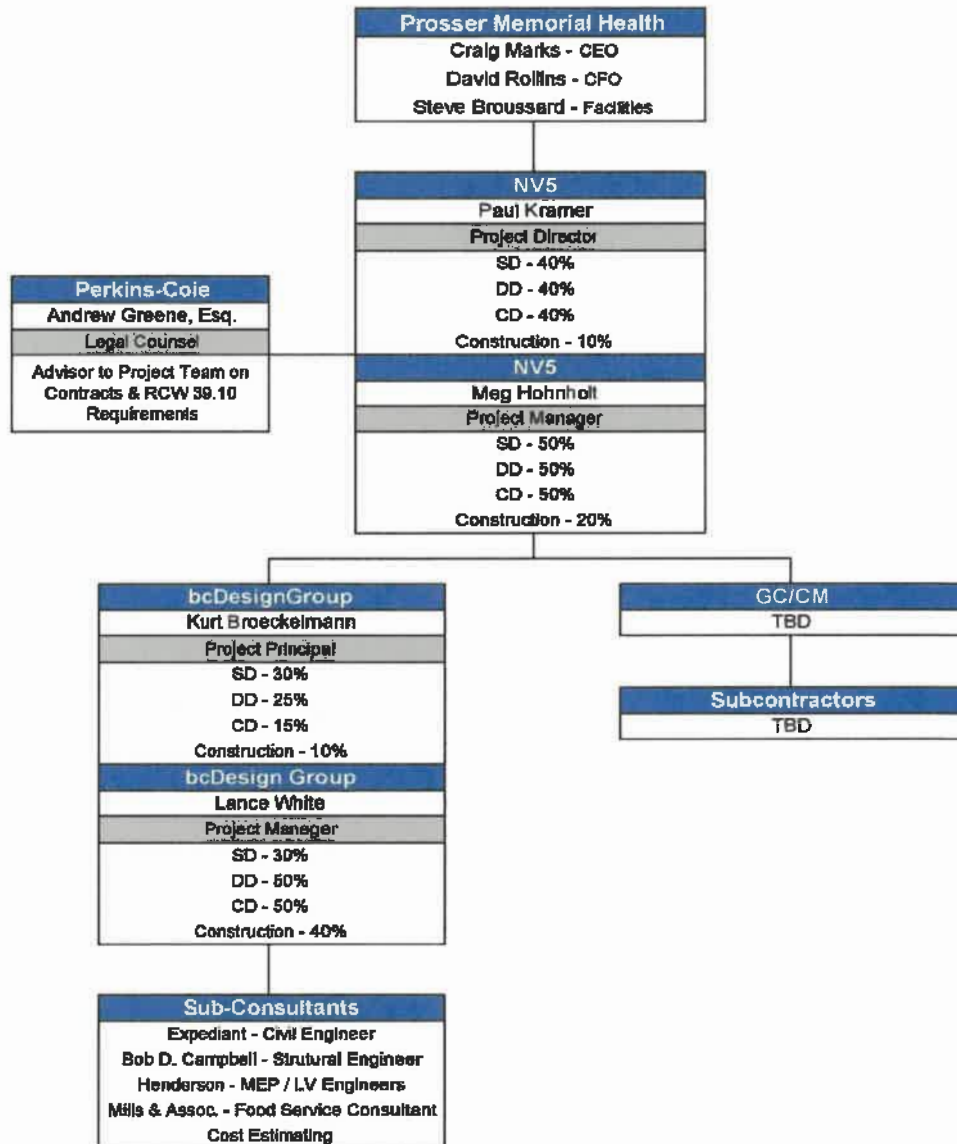 Prosser Memorial Health
Craig Marks - CEO
David Rollins - CFO
Steve Broussard - Facilities
NV5
Paul Kramer
Project Director
SD - 40%
DD - 40%
CD - 40%
Construction - 10%
Perkins-Coie
Andrew Greene, Esq.
Legal Counsel
Advisor to Project Team on
Contracts & RCW 39.10
Requirements
NV5
Meg Hohnholt
Project Manager
SD - 50%
DD - 50%
CD - 50%
Construction - 20%
bcDesignGroup
Kurt Broeckelmann
Project Principal
SD - 30%
DD - 25%
CD - 15%
Construction - 10%
bcDesign Group
Lance White
Project Manager
SD - 30%
DD - 50%
CD - 50%
Construction - 40%
Sub-Consultants
Expediant - Civil Engineer
Bob D. Campbell - Strutural Engineer
Henderson - MEP / LV Engineers
Mills & Assoc. - Food Service Consultant
Cost Estimating
GC/CM
TBD
Subcontractors
TBD